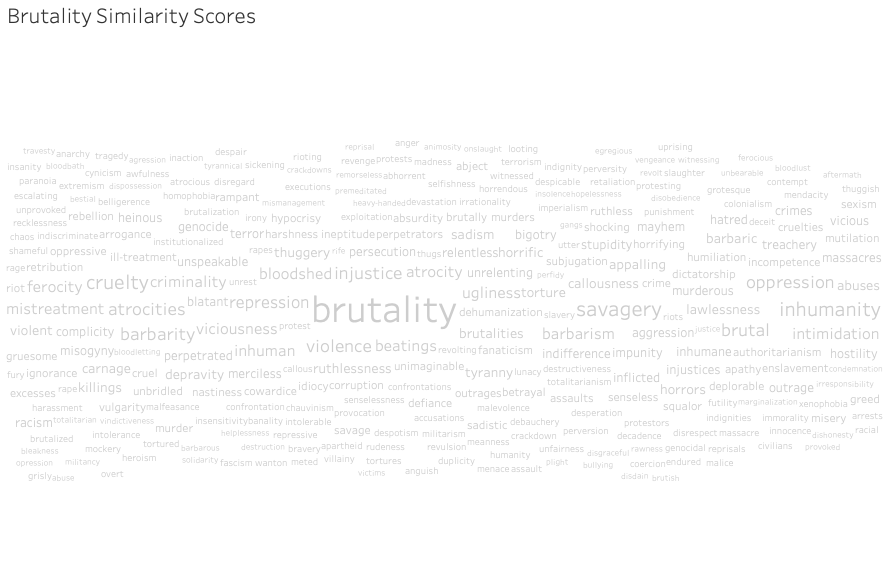 Brutality Similarity Scores
travesty anarchy tragedy agression inaction despair rioting reprisal anger animosity onslaught looting egregious uprising
insanity bloodbath cynicism awfulness tyrannical sickening crackdowns revenge protests madness abject terrorism indignity perversity vengeance witnessing ferocious
paranoia extremism dispossession atrocious disregard executions remorseless abhorrent selfishness witnessed despicable retaliation revolt slaughter unbearable bloodlust contempt aftermats
escalating bestial belligerence homophobia rampant mismanagement premeditated heavy-handed devastation irrationality horrendous insolence hopelessness protesting disobedience grotesque colonialism mendacity thuggish
unprovoked rebellion heinous brutalization irony hypocrisy exploitation absurdity brutally murders imperialism ruthless punishment hatred deceit crimes sexism
recklessness genocide gangs shocking mayhem cruelties vicious
chaos indiscriminate arrogance institutionalized terror harshness ineptitude perpetrators sadism bigotry utter stupidity horrifying barbaric treachery mutilation
shameful oppressive ill-treatment unspeakable rapes thuggery rife persecution thugs relentless horrific subjugation appalling humiliation incompetence massacres
rage retribution bloodshed injustice atrocity unrelenting perfidy dictatorship
riot ferocity cruelty criminality unrest callousness crime murderous oppression abuses
mistreatment atrocities blatant repression brutality ugliness torture dehumanization slavery savagery riots lawlessness inhumanity
violent complicity barbarity viciousness protest brutalities barbarism aggression justice brutal intimidation
gruesome misogyny bloodletting perpetrated inhuman violence beatings revolting fanaticism indifference impunity inhumane authoritarianism hostility
fury ignorance carnage cruel depravity merciless callous ruthlessness unimaginable tyranny lunacy destructiveness totalitarianism inflicted injustices apathy enslavement condemnation
excesses rape killings unbridled nastiness cowardice idiocy corruption confrontations outrages betrayal assaults senseless horrors deplorable outrage irresponsibility
harassment vulgarity malfeasance confrontation chauvinism senselessness defiance malevolence desperation squalor futility marginalization xenophobia greed
racism totalitarian vindictiveness murder insensitivity banality intolerable provocation accusations sadistic debauchery protestors indignities immorality misery arrests
brutalized intolerance tortured helplessness repressive savage despotism militarism meanness crackdown perversion decadence disrespect massacre innocence dishonesty racial
bleakness mockery barbarous destruction bravery apartheid rudeness revulsion humanity unfairness disgraceful rawness genocidal reprisals civilians provoked
opression militancy heroism solidarity fascism wanton meted villainy tortures duplicity plight bullying coercion endured malice
grisly abuse overt victims anguish menace assault disdain brutish